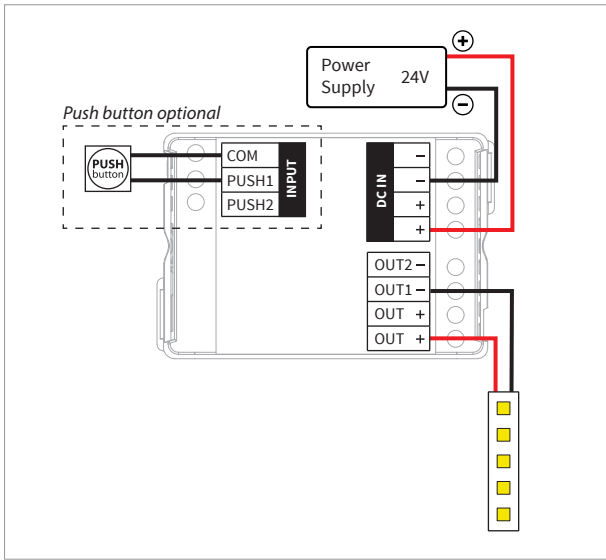 +
Power
Supply
24V
−
Push button optional
PUSH
button
COM
PUSH1
PUSH2
INPUT
DC IN
−
−
+
+
OUT2 −
OUT1 −
OUT +
OUT +